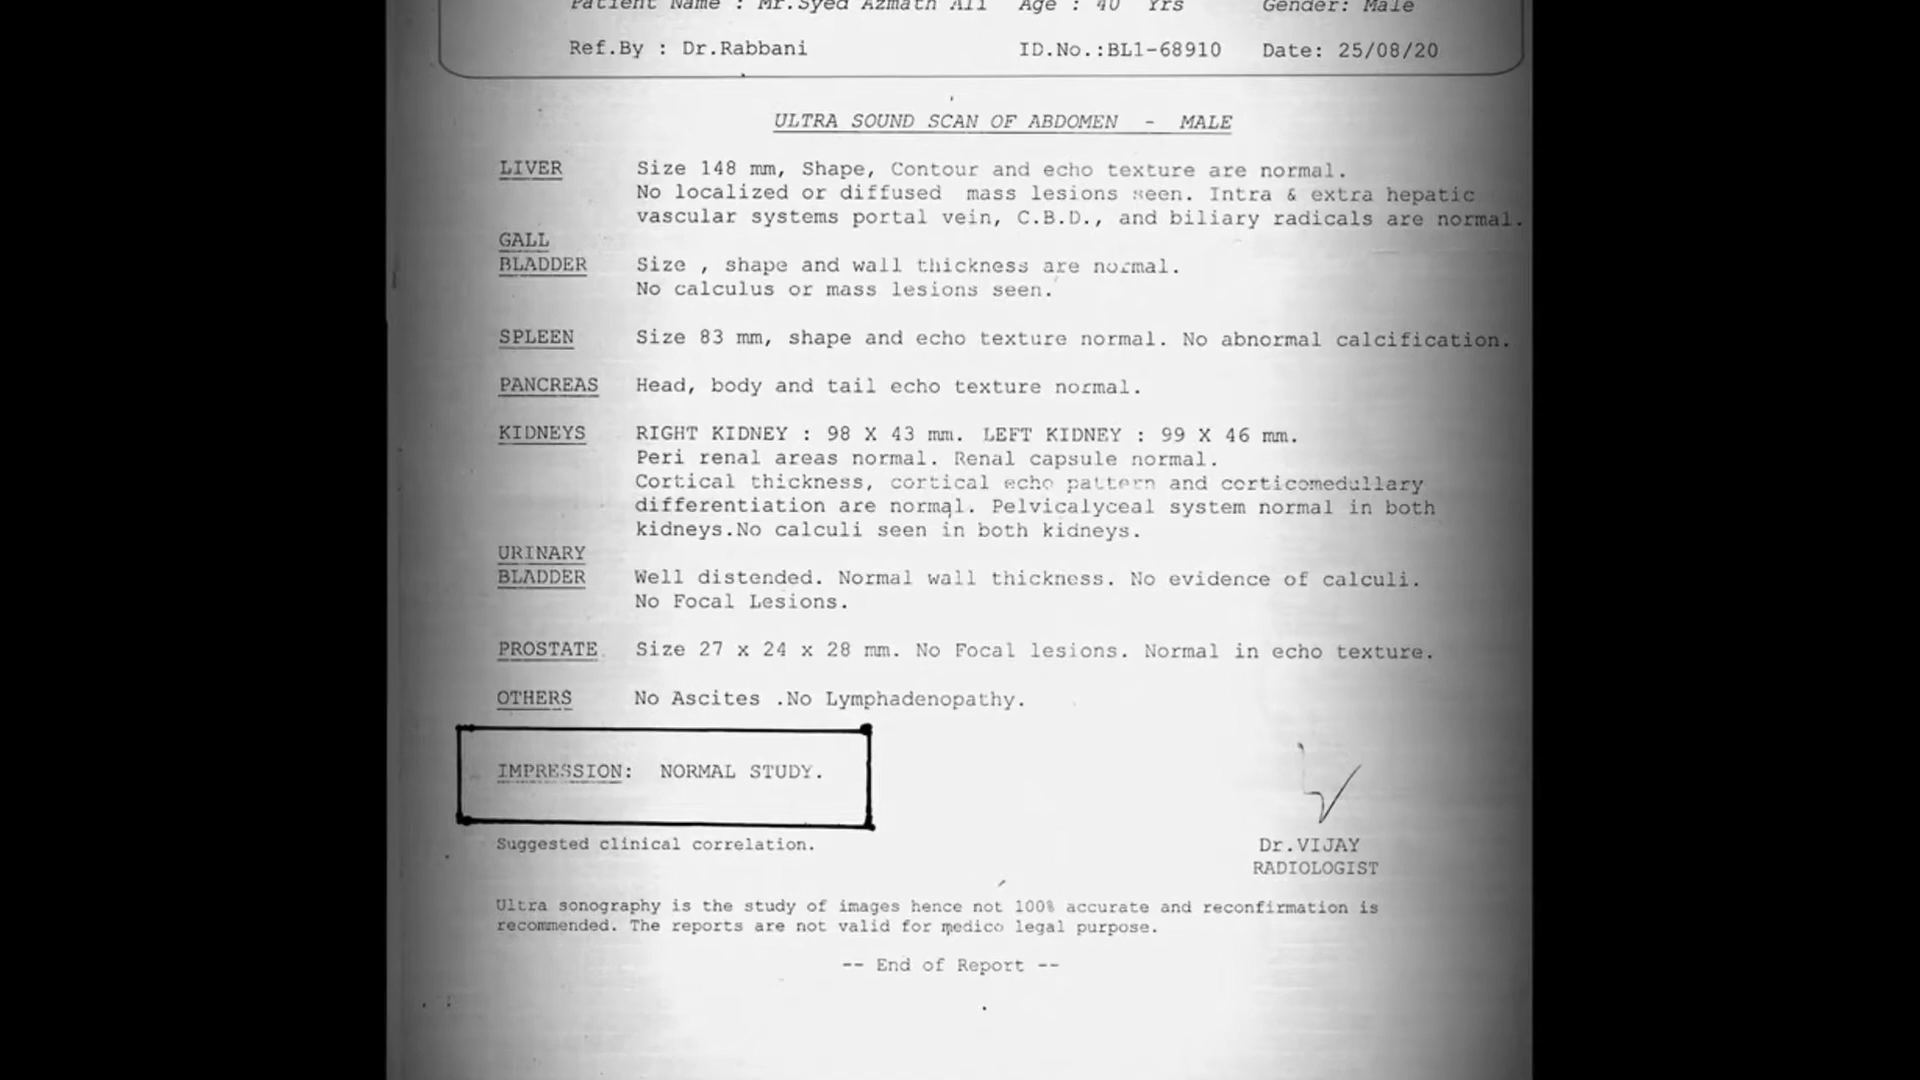 Patient Name : Mr.Syed Azmath Ali Age : 40 Yrs Gender: Male
Ref.By : Dr.Rabbani ID.No.:BL1-68910 Date: 25/08/20
ULTRA SOUND SCAN OF ABDOMEN - MALE
LIVER Size 148 mm, Shape, Contour and echo texture are normal.
No localized or diffused mass lesions seen. Intra & extra hepatic
vascular systems portal vein, C.B.D., and biliary radicals are normal.
GALL
BLADDER Size , shape and wall thickness are normal.
No calculus or mass lesions seen.
SPLEEN Size 83 mm, shape and echo texture normal. No abnormal calcification.
PANCREAS Head, body and tail echo texture normal.
KIDNEYS RIGHT KIDNEY : 98 X 43 mm. LEFT KIDNEY : 99 X 46 mm.
Peri renal areas normal. Renal capsule normal.
Cortical thickness, cortical echo pattern and corticomedullary
differentiation are normal. Pelvicalyceal system normal in both
kidneys.No calculi seen in both kidneys.
URINARY
BLADDER Well distended. Normal wall thickness. No evidence of calculi.
No Focal Lesions.
PROSTATE Size 27 x 24 x 28 mm. No Focal lesions. Normal in echo texture.
OTHERS No Ascites .No Lymphadenopathy.
IMPRESSION: NORMAL STUDY.
Suggested clinical correlation.
Dr.VIJAY
RADIOLOGIST
Ultra sonography is the study of images hence not 100% accurate and reconfirmation is
recommended. The reports are not valid for medico legal purpose.
-- End of Report --